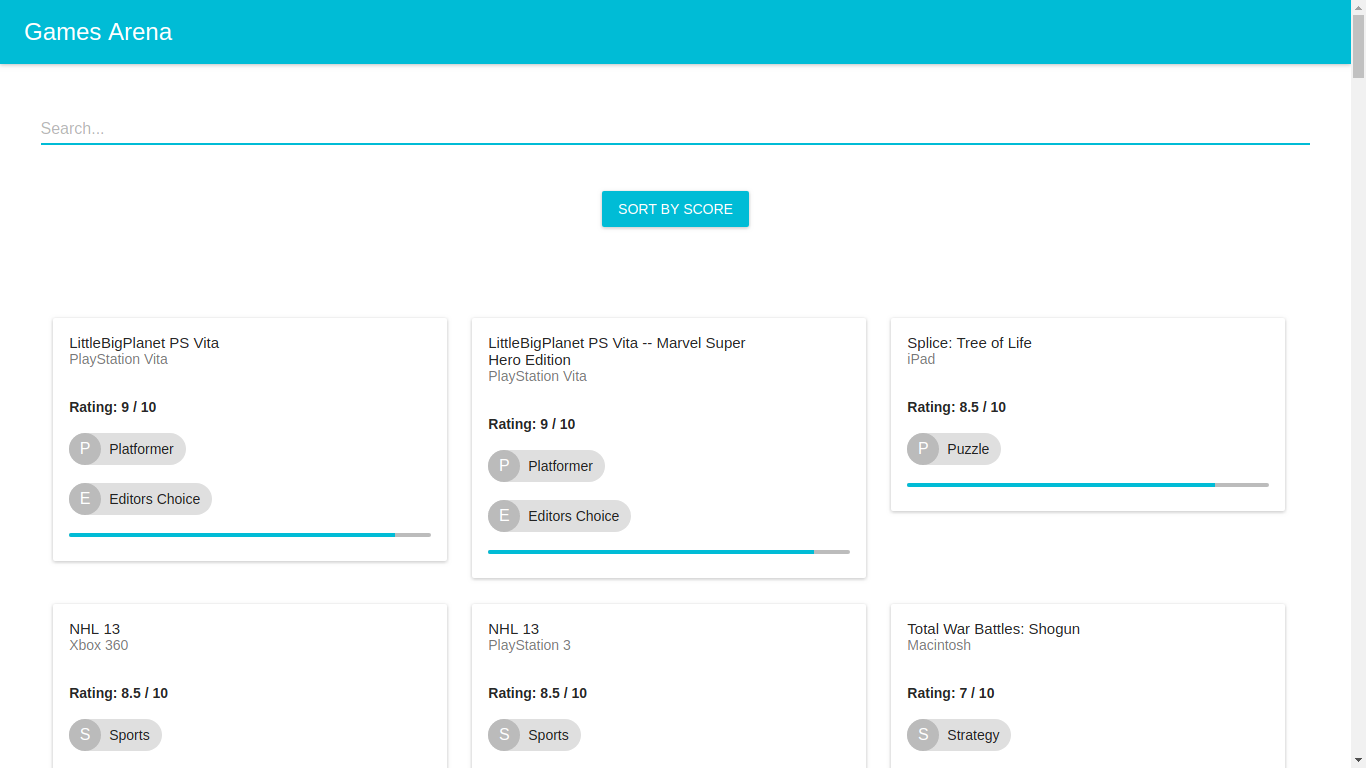 Games Arena
Search...
SORT BY SCORE
LittleBigPlanet PS Vita
PlayStation Vita
Rating: 9 / 10
P Platformer
E Editors Choice
LittleBigPlanet PS Vita -- Marvel Super
Hero Edition
PlayStation Vita
Rating: 9 / 10
P Platformer
E Editors Choice
Splice: Tree of Life
iPad
Rating: 8.5 / 10
P Puzzle
NHL 13
Xbox 360
Rating: 8.5 / 10
S Sports
NHL 13
PlayStation 3
Rating: 8.5 / 10
S Sports
Total War Battles: Shogun
Macintosh
Rating: 7 / 10
S Strategy